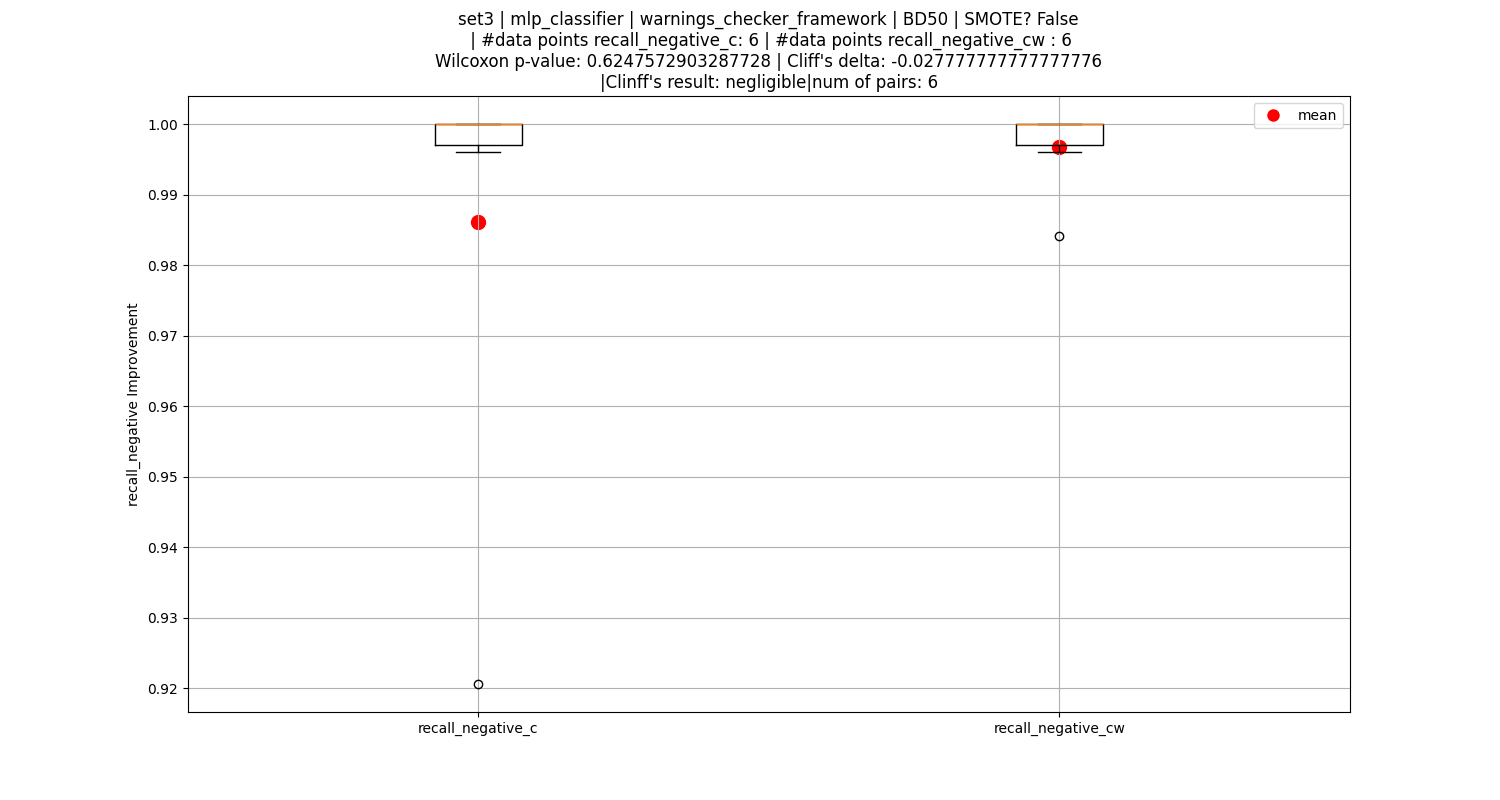 set3 | mlp_classifier | warnings_checker_framework | BD50 | SMOTE? False
| #data points recall_negative_c: 6 | #data points recall_negative_cw : 6
Wilcoxon p-value: 0.6247572903287728 | Cliff's delta: -0.027777777777777776
|Clinff's result: negligible|num of pairs: 6
mean
1.00
0.99
0.98
0.97
0.96
0.95
0.94
0.93
0.92
recall_negative Improvement
recall_negative_c
recall_negative_cw